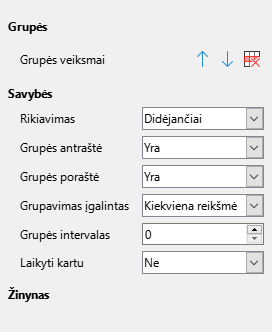 Grupės
Grupės veiksmai
Savybės
Rikiavimas Didėjančiai
Grupės antraštė Yra
Grupės poraštė Yra
Grupavimas įgalintas Kiekviena reikšmė
Grupės intervalas 0
Laikyti kartu Ne
Žinynas